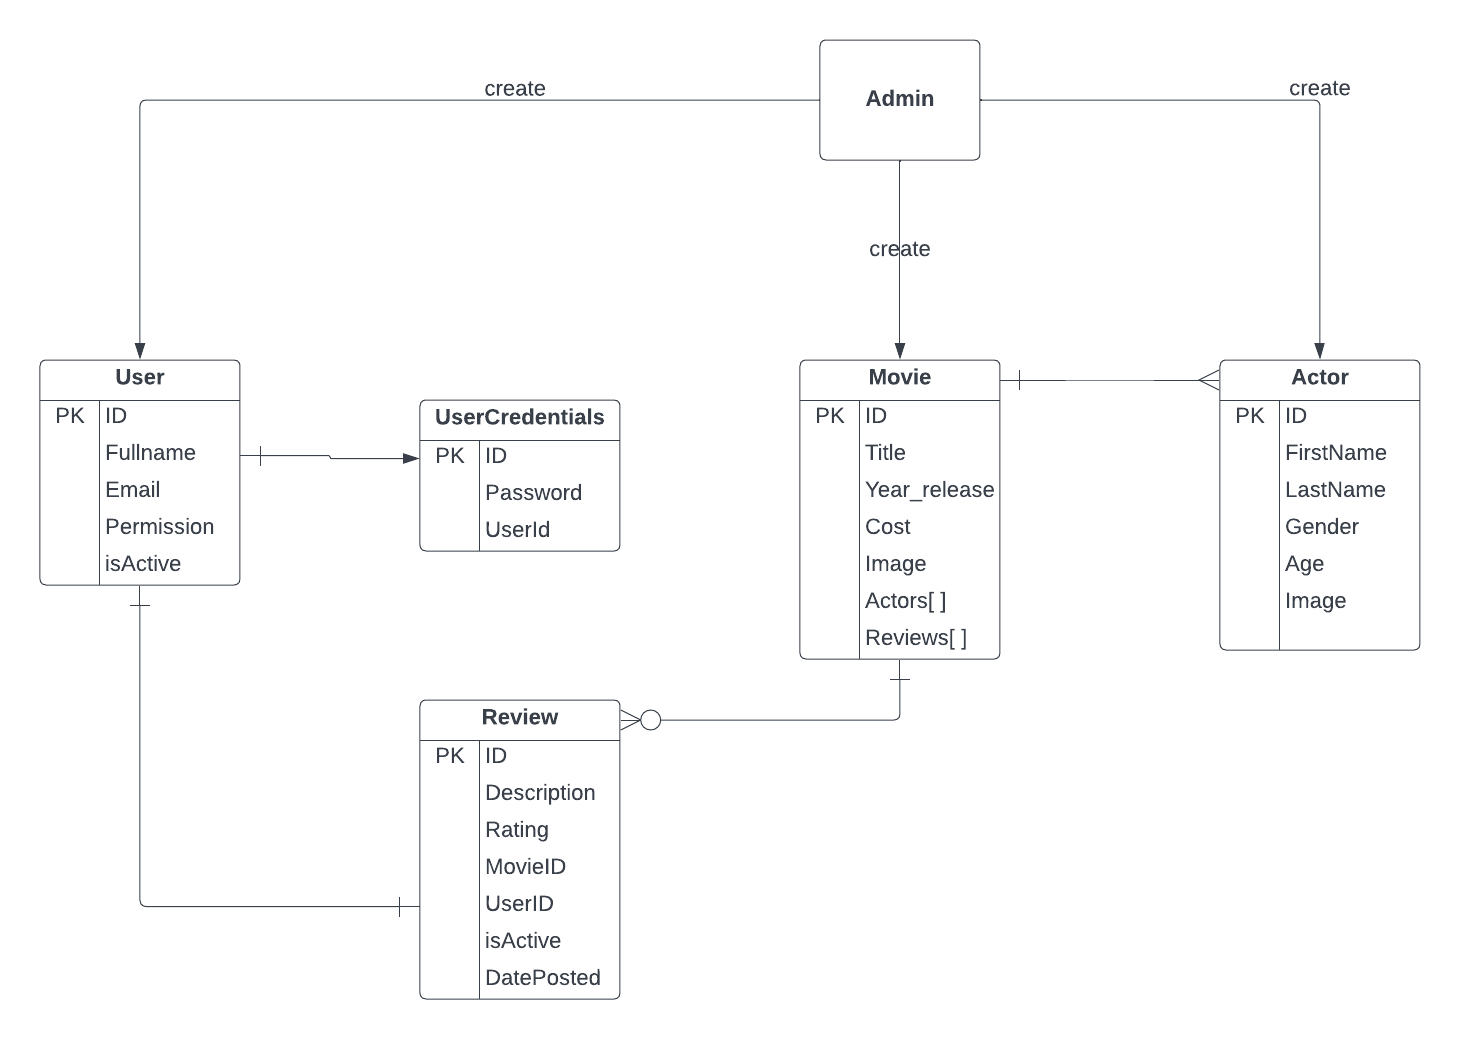 create
Admin
create
create
User
PK ID
Fullname
Email
Permission
isActive
UserCredentials
PK ID
Password
UserId
Movie
PK ID
Title
Year_release
Cost
Image
Actors[ ]
Reviews[ ]
Actor
PK ID
FirstName
LastName
Gender
Age
Image
Review
PK ID
Description
Rating
MovieID
UserID
isActive
DatePosted